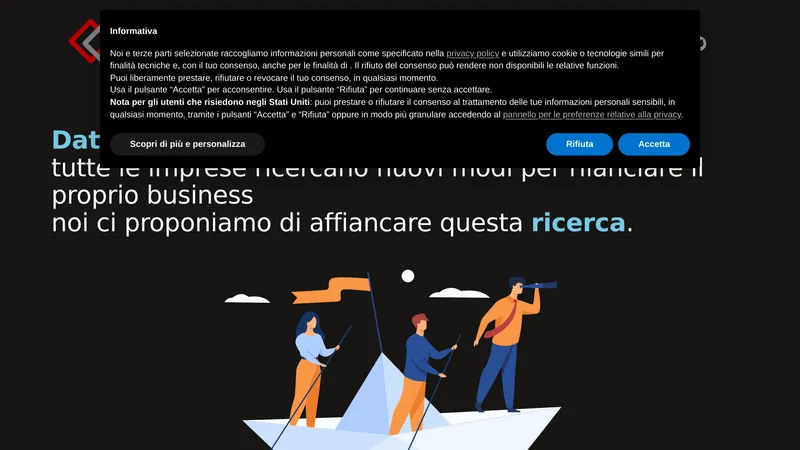 Informativa
Noi e terze parti selezionate raccogliamo informazioni personali come specificato nella privacy policy e utilizziamo cookie o tecnologie simili per
finalità tecniche e, con il tuo consenso, anche per le finalità di . Il rifiuto del consenso può rendere non disponibili le relative funzioni.
Puoi liberamente prestare, rifiutare o revocare il tuo consenso, in qualsiasi momento.
Usa il pulsante “Accetta” per acconsentire. Usa il pulsante “Rifiuta” per continuare senza accettare.
Nota per gli utenti che risiedono negli Stati Uniti: puoi prestare o rifiutare il consenso al trattamento delle tue informazioni personali sensibili, in
qualsiasi momento, tramite i pulsanti “Accetta” e “Rifiuta” oppure in modo più granulare accedendo al pannello per le preferenze relative alla privacy.
Scopri di più e personalizza
Rifiuta
Accetta
tutte le imprese ricercano nuovi modi per rilanciare il
proprio business
noi ci proponiamo di affiancare questa ricerca.